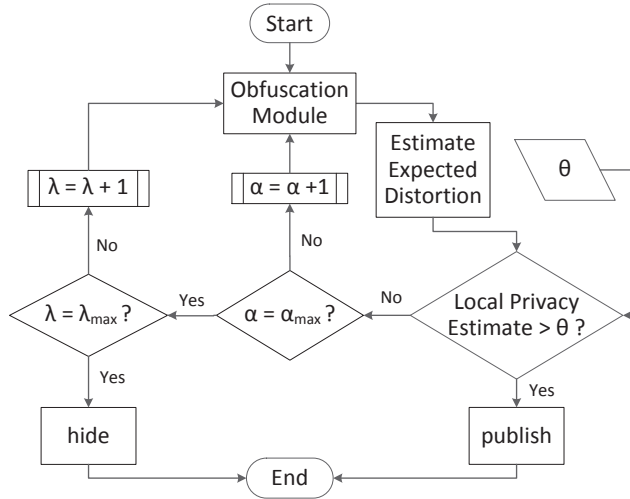 Start
Obfuscation
Module
Estimate
Expected
Distortion
θ
λ = λ + 1
α = α +1
No
No
λ = λmax ?
Yes
α = αmax ?
No
Local Privacy
Estimate > θ ?
Yes
Yes
hide
publish
End